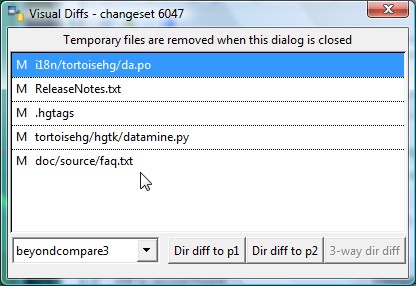 Visual Diffs - changeset 6047
Temporary files are removed when this dialog is closed
M i18n/tortoisehg/da.po
M ReleaseNotes.txt
M .hgtags
M tortoisehg/hgtk/datamine.py
M doc/source/faq.txt
beyondcompare3 Dir diff to p1 Dir diff to p2 3-way dir diff